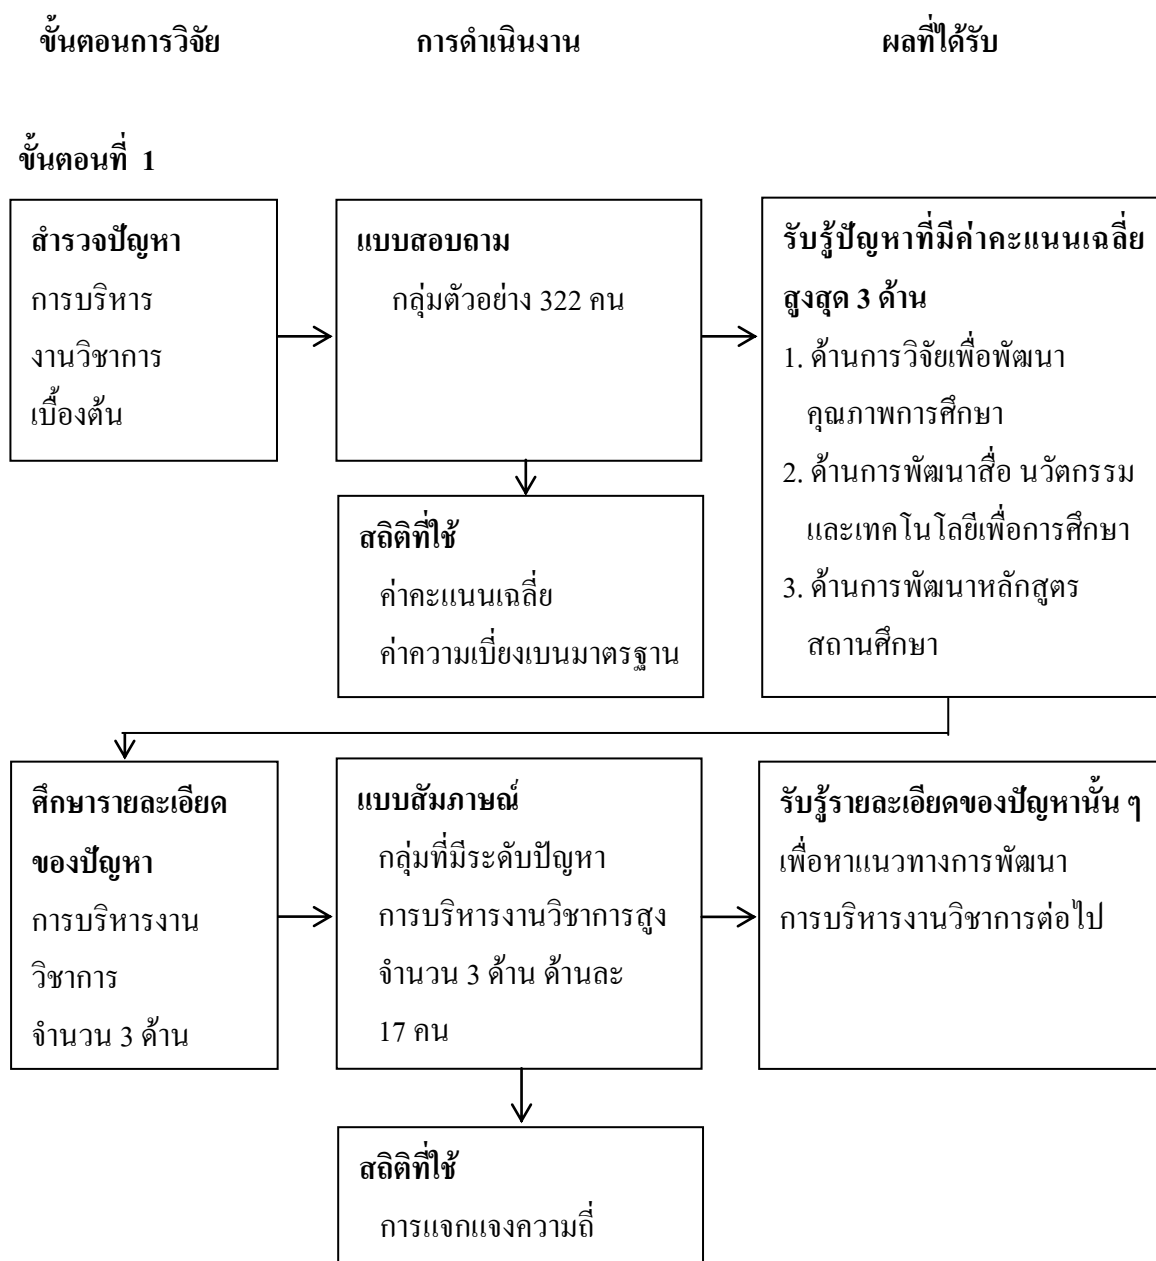 ขั้นตอนการวิจัย
การดำเนินงาน
ผลที่ได้รับ
ขั้นตอนที่ 1
สำรวจปัญหา
การบริหาร
งานวิชาการ
เบื้องต้น
แบบสอบถาม
กลุ่มตัวอย่าง 322 คน
สถิติที่ใช้
ค่าคะแนนเฉลี่ย
ค่าความเบี่ยงเบนมาตรฐาน
รับรู้ปัญหาที่มีค่าคะแนนเฉลี่ย
สูงสุด 3 ด้าน
1. ด้านการวิจัยเพื่อพัฒนา
คุณภาพการศึกษา
2. ด้านการพัฒนาสื่อ นวัตกรรม
และเทคโนโลยีเพื่อการศึกษา
3. ด้านการพัฒนาหลักสูตร
สถานศึกษา
ศึกษารายละเอียด
ของปัญหา
การบริหารงาน
วิชาการ
จำนวน 3 ด้าน
แบบสัมภาษณ์
กลุ่มที่มีระดับปัญหา
การบริหารงานวิชาการสูง
จำนวน 3 ด้าน ด้านละ
17 คน
สถิติที่ใช้
การแจกแจงความถี่
รับรู้รายละเอียดของปัญหานั้น ๆ
เพื่อหาแนวทางการพัฒนา
การบริหารงานวิชาการต่อไป